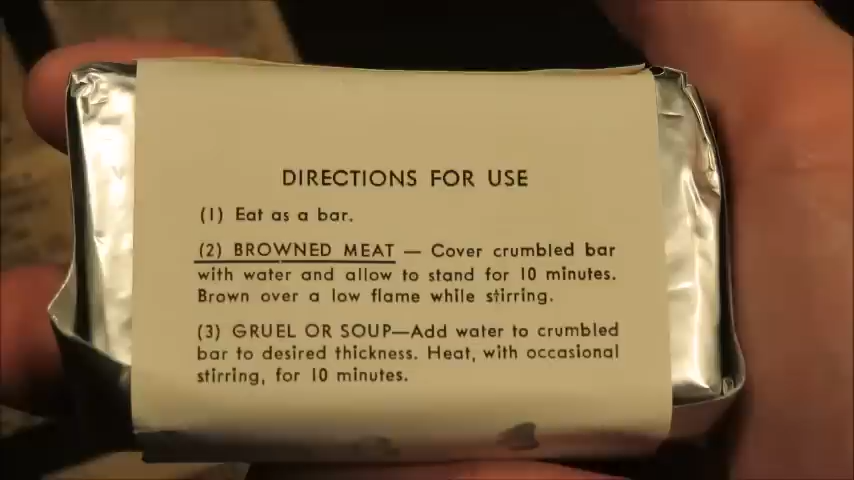 DIRECTIONS FOR USE
(1) Eat as a bar.
(2) BROWNED MEAT — Cover crumbled bar
with water and allow to stand for 10 minutes.
Brown over a low flame while stirring.
(3) GRUEL OR SOUP—Add water to crumbled
bar to desired thickness. Heat, with occasional
stirring, for 10 minutes.